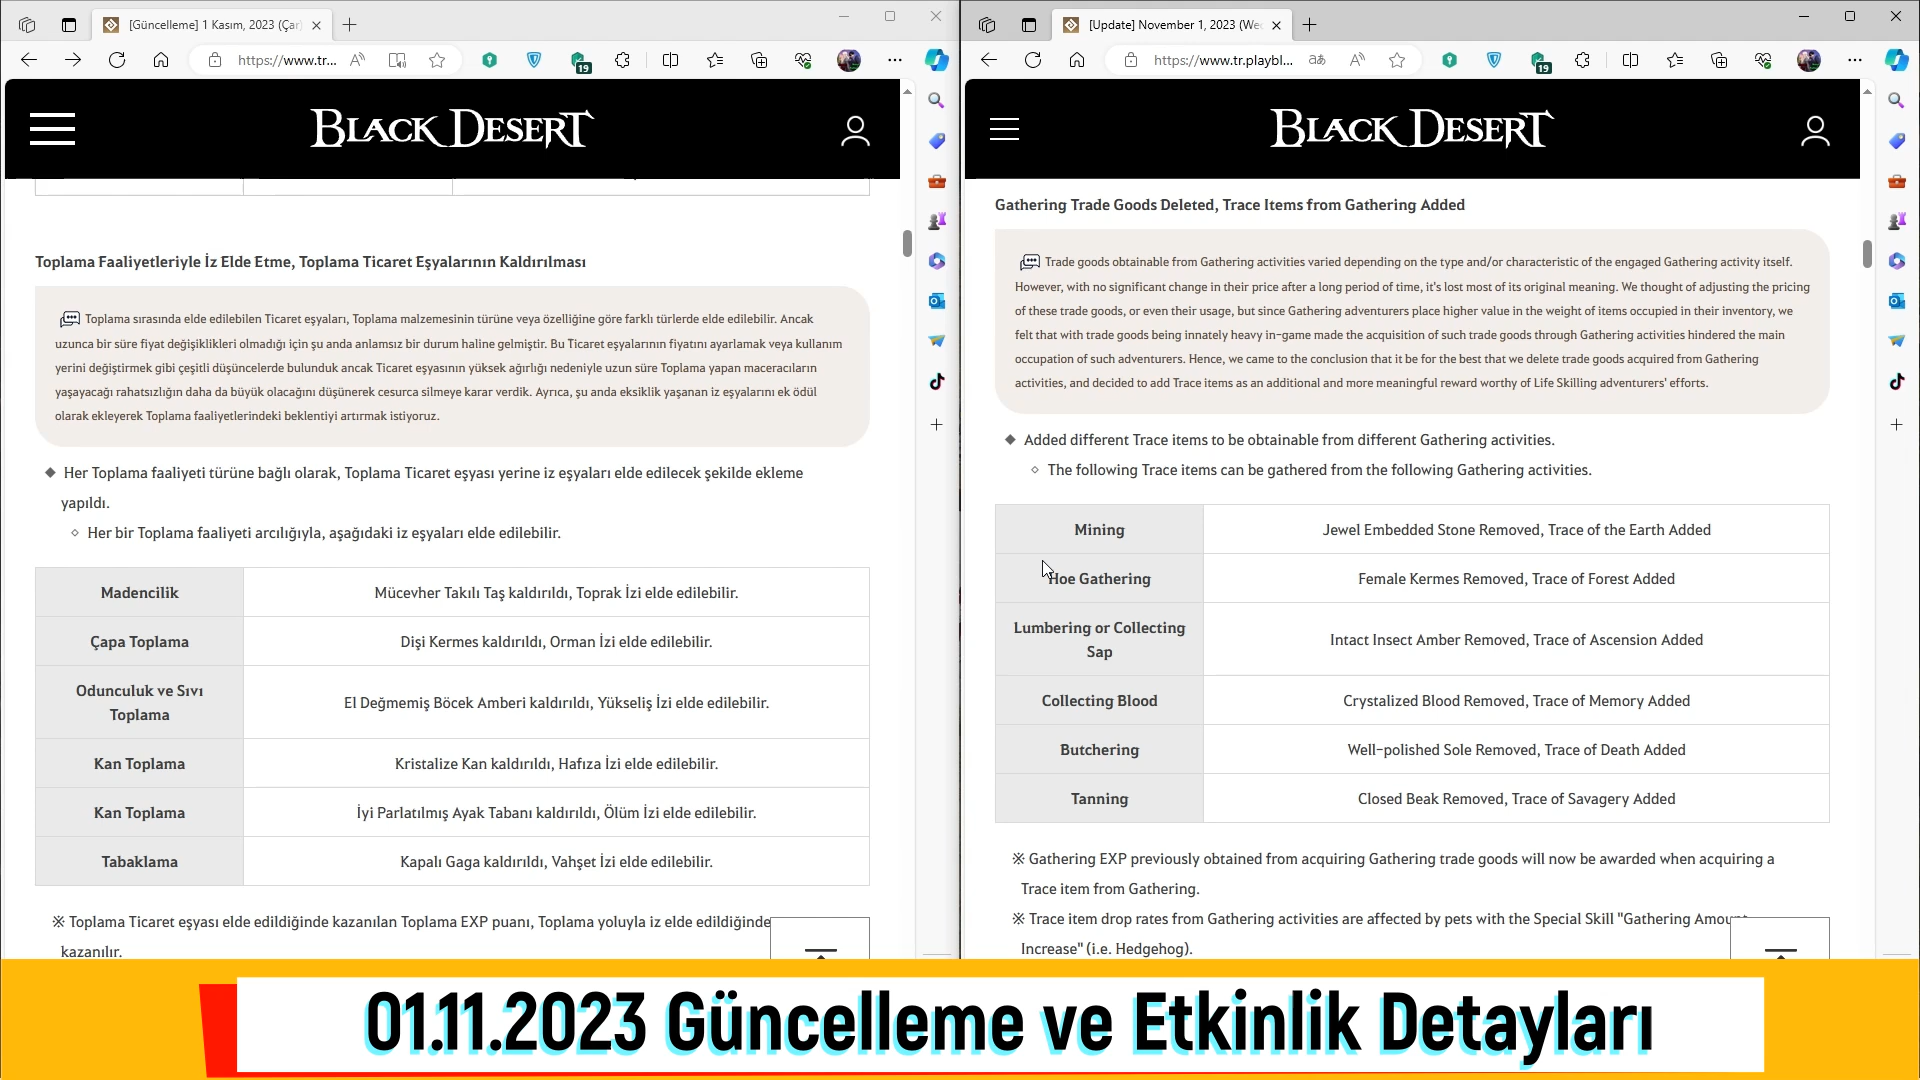 [Güncelleme] 1 Kasım, 2023 (Çar
https://www.tr...
19
BLACK DESERT
Toplama Faaliyetleriyle İz Elde Etme, Toplama Ticaret Eşyalarının Kaldırılması
Toplama sırasında elde edilebilen Ticaret eşyaları, Toplama malzemesinin türüne veya özelliğine göre farklı türlerde elde edilebilir. Ancak
uzunca bir süre fiyat değişiklikleri olmadığı için şu anda anlamsız bir durum haline gelmiştir. Bu Ticaret eşyalarının fiyatını ayarlamak veya kullanım
yerini değiştirmek gibi çeşitli düşüncelerde bulunduk ancak Ticaret eşyasının yüksek ağırlığı nedeniyle uzun süre Toplama yapan maceracıların
yaşayacağı rahatsızlığın daha da büyük olacağını düşünerek cesurca silmeye karar verdik. Ayrıca, şu anda eksiklik yaşanan iz eşyalarını ek ödül
olarak ekleyerek Toplama faaliyetlerindeki beklentiyi artırmak istiyoruz.
◆ Her Toplama faaliyeti türüne bağlı olarak, Toplama Ticaret eşyası yerine iz eşyaları elde edilecek şekilde ekleme
yapıldı.
◇ Her bir Toplama faaliyeti arcılığıyla, aşağıdaki iz eşyaları elde edilebilir.
Madencilik Mücevher Takılı Taş kaldırıldı, Toprak İzi elde edilebilir.
Çapa Toplama Dişi Kermes kaldırıldı, Orman İzi elde edilebilir.
Odunculuk ve Sıvı
Toplama El Değmemiş Böcek Amberi kaldırıldı, Yükseliş İzi elde edilebilir.
Kan Toplama Kristalize Kan kaldırıldı, Hafıza İzi elde edilebilir.
Kan Toplama İyi Parlatılmış Ayak Tabanı kaldırıldı, Ölüm İzi elde edilebilir.
Tabaklama Kapalı Gaga kaldırıldı, Vahşet İzi elde edilebilir.
※ Toplama Ticaret eşyası elde edildiğinde kazanılan Toplama EXP puanı, Toplama yoluyla iz elde edildiğinde
kazanılır.
[Update] November 1, 2023 (We
https://www.tr.playbl...
19
BLACK DESERT
Gathering Trade Goods Deleted, Trace Items from Gathering Added
Trade goods obtainable from Gathering activities varied depending on the type and/or characteristic of the engaged Gathering activity itself.
However, with no significant change in their price after a long period of time, it's lost most of its original meaning. We thought of adjusting the pricing
of these trade goods, or even their usage, but since Gathering adventurers place higher value in the weight of items occupied in their inventory, we
felt that with trade goods being innately heavy in-game made the acquisition of such trade goods through Gathering activities hindered the main
occupation of such adventurers. Hence, we came to the conclusion that it be for the best that we delete trade goods acquired from Gathering
activities, and decided to add Trace items as an additional and more meaningful reward worthy of Life Skilling adventurers' efforts.
◆ Added different Trace items to be obtainable from different Gathering activities.
◇ The following Trace items can be gathered from the following Gathering activities.
Mining Jewel Embedded Stone Removed, Trace of the Earth Added
Hoe Gathering Female Kermes Removed, Trace of Forest Added
Lumbering or Collecting
Sap Intact Insect Amber Removed, Trace of Ascension Added
Collecting Blood Crystalized Blood Removed, Trace of Memory Added
Butchering Well-polished Sole Removed, Trace of Death Added
Tanning Closed Beak Removed, Trace of Savagery Added
※ Gathering EXP previously obtained from acquiring Gathering trade goods will now be awarded when acquiring a
Trace item from Gathering.
※ Trace item drop rates from Gathering activities are affected by pets with the Special Skill "Gathering Amount
Increase" (i.e. Hedgehog).
01.11.2023 Güncelleme ve Etkinlik Detayları